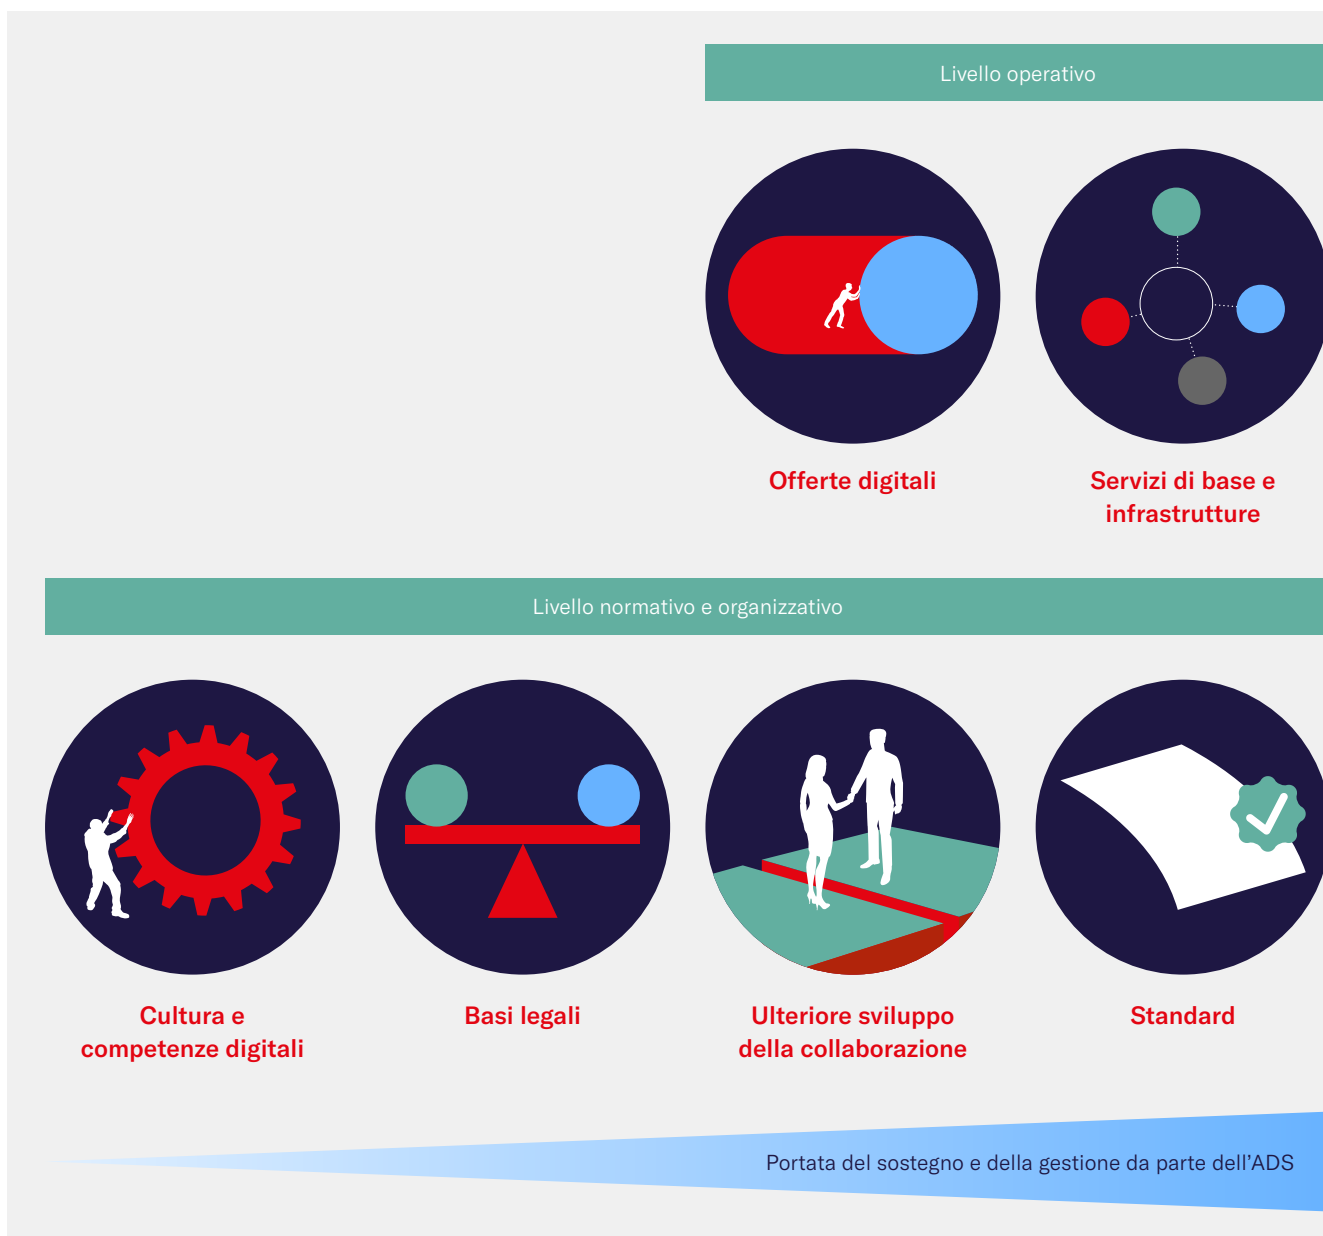 Livello operativo
Offerte digitali
Servizi di base e
infrastrutture
Livello normativo e organizzativo
Cultura e
competenze digitali
Basi legali
Ulteriore sviluppo
della collaborazione
Standard
Portata del sostegno e della gestione da parte dell'ADS